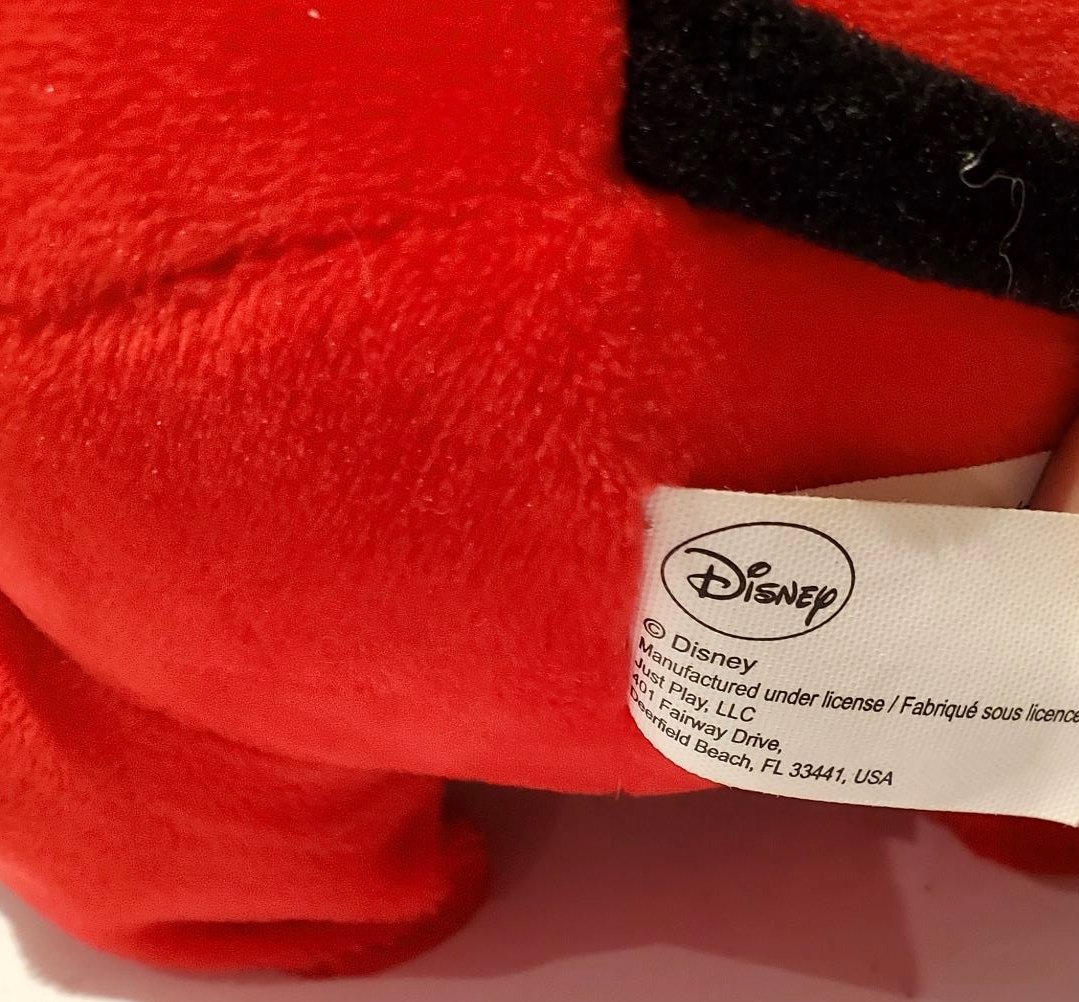 Disney
© Disney
Manufactured under license / Fabriqué sous licence
Just Play, LLC
401 Fairway Drive,
Deerfield Beach, FL 33441, USA